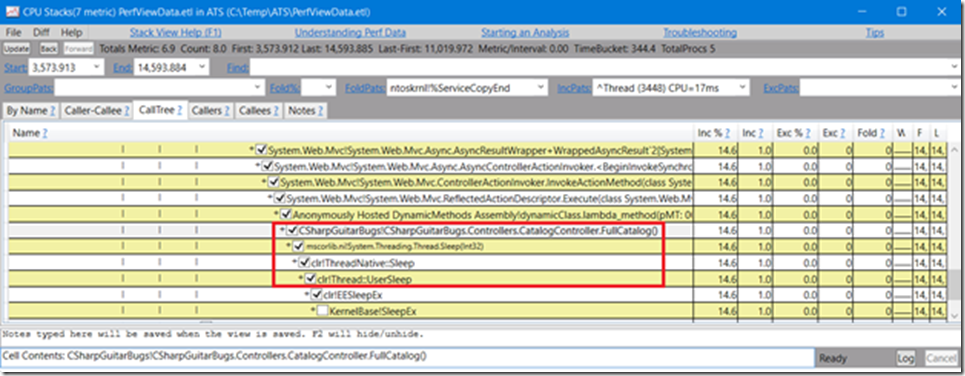 CPU Stacks(7 metric) PerfViewData.etl in ATS (C:\Temp\ATS\PerfViewData.etl)
File Diff Help Stack View Help (F1) Understanding Perf Data Starting an Analysis Troubleshooting Tips
Update Back Forward Totals Metric: 6.9 Count: 8.0 First: 3,573.912 Last: 14,593.885 Last-First: 11,019.972 Metric/Interval: 0.00 TimeBucket: 344.4 TotalProcs 5
Start: 3,573.913 End: 14,593.884 Find:
GroupPats: Fold%: FoldPats: ntoskrnl!%ServiceCopyEnd IncPats: ^Thread (3448) CPU=17ms ExcPats:
By Name ? Caller-Callee ? CallTree ? Callers ? Callees ? Notes ?
Name ? Inc % ? Inc ? Exc % ? Exc ? Fold ? F L
System.Web.Mvc!System.Web.Mvc.Async.AsyncResultWrapper+WrappedAsyncResult`2[System 14.6 1.0 0.0 0 0 14, 14,
System.Web.Mvc!System.Web.Mvc.Async.AsyncControllerActionInvoker.<BeginInvokeSynchro 14.6 1.0 0.0 0 0 14, 14,
System.Web.Mvc!System.Web.Mvc.ControllerActionInvoker.InvokeActionMethod(class Syste 14.6 1.0 0.0 0 0 14, 14,
System.Web.Mvc!System.Web.Mvc.ReflectedActionDescriptor.Execute(class System.Web.M 14.6 1.0 0.0 0 0 14, 14,
Anonymously Hosted DynamicMethods Assembly!dynamicClass.lambda_method(pMT: 00 14.6 1.0 0.0 0 0 14, 14,
CSharpGuitarBugs!CSharpGuitarBugs.Controllers.CatalogController.FullCatalog() 14.6 1.0 0.0 0 0 14, 14,
mscorlib.ni!System.Threading.Thread.Sleep(Int32) 14.6 1.0 0.0 0 0 14, 14,
clr!ThreadNative::Sleep 14.6 1.0 0.0 0 0 14, 14,
clr!Thread::UserSleep 14.6 1.0 0.0 0 0 14, 14,
clr!EESleepEx 14.6 1.0 0.0 0 0 14, 14,
KernelBase!SleepEx 14.6 1.0 0.0 0 0 14, 14,
Notes typed here will be saved when the view is saved. F2 will hide/unhide.
Cell Contents: CSharpGuitarBugs!CSharpGuitarBugs.Controllers.CatalogController.FullCatalog() Ready Log Cancel